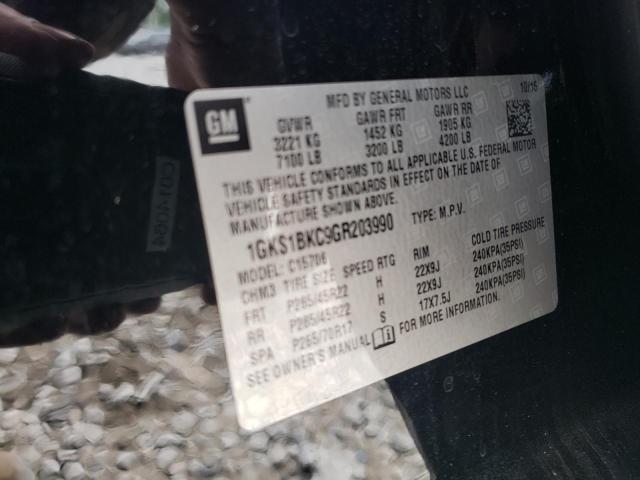 GM
MFD BY GENERAL MOTORS LLC 10/15
GVWR GAWR FRT GAWR RR
3221 KG 1452 KG 1905 KG
7100 LB 3200 LB 4200 LB
THIS VEHICLE CONFORMS TO ALL APPLICABLE U.S. FEDERAL MOTOR
VEHICLE SAFETY STANDARDS IN EFFECT ON THE DATE OF
MANUFACTURE SHOWN ABOVE.
1GKS1BKC9GR203990 TYPE: M.P.V.
MODEL: C15706
CHM3 TIRE SIZE SPEED RTG RIM COLD TIRE PRESSURE
FRT P285/45R22 H 22X9J 240KPA(35PSI)
RR P285/45R22 H 22X9J 240KPA(35PSI)
SPA P265/70R17 S 17X7.5J 240KPA(35PSI)
SEE OWNER'S MANUAL FOR MORE INFORMATION.
C014064